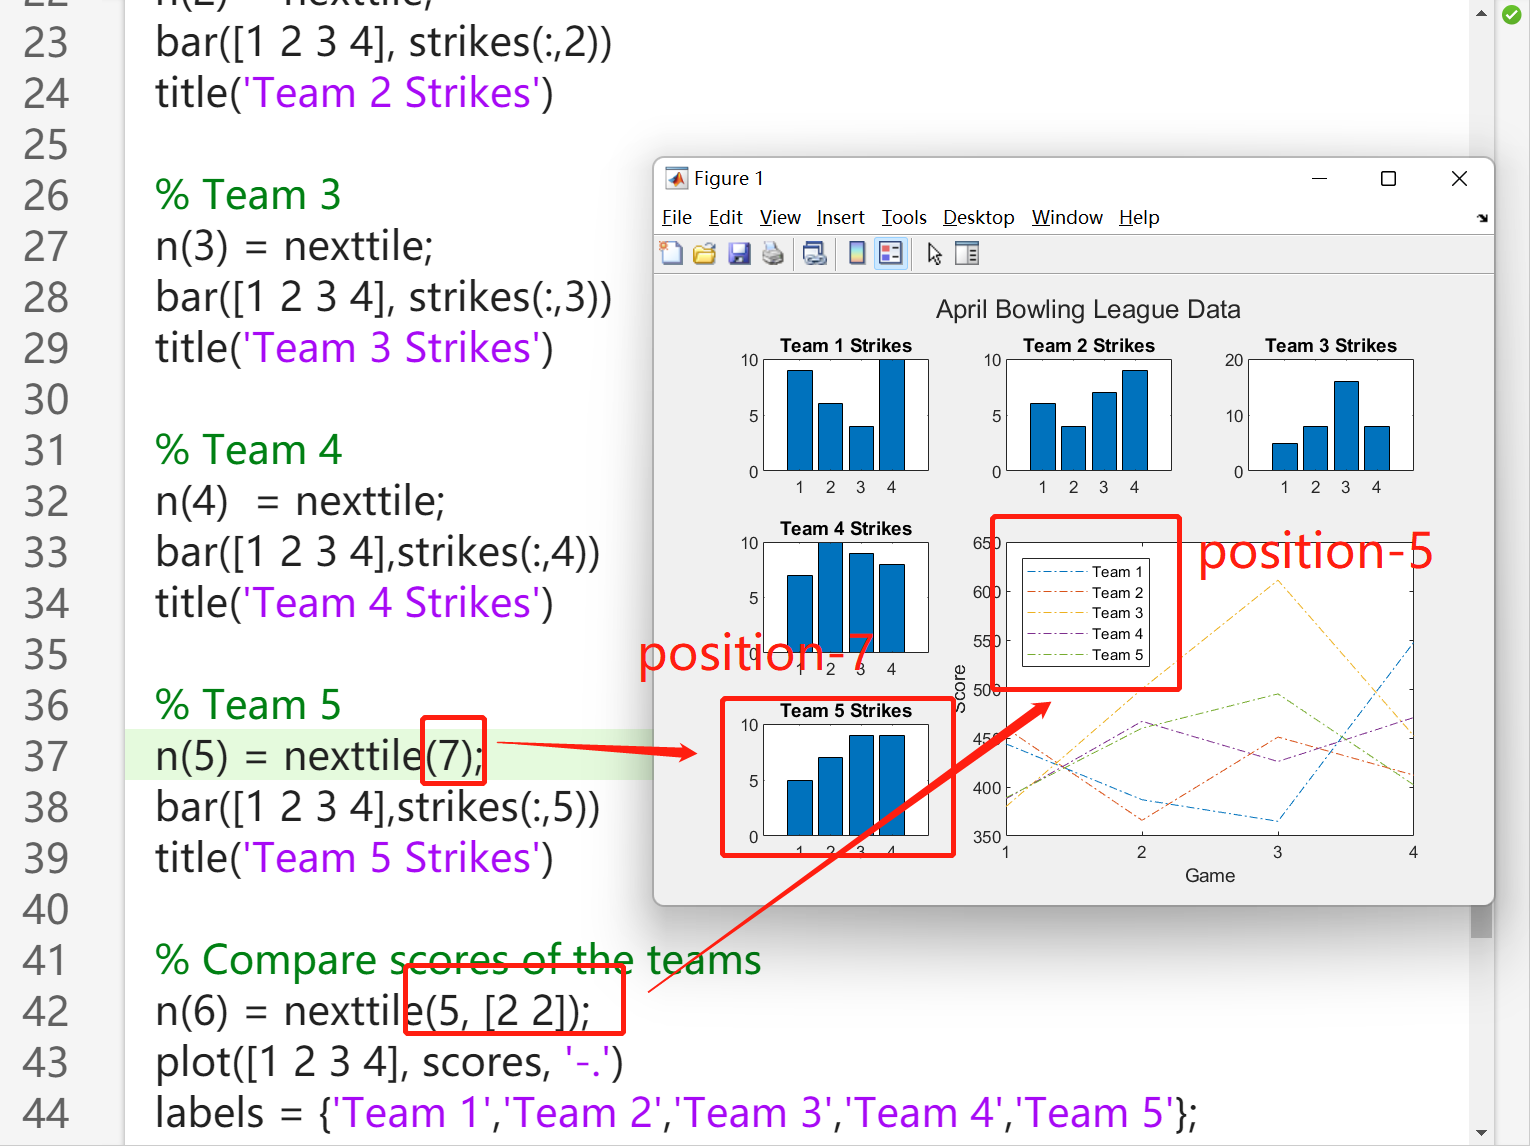 22 n(2) = nexttile;
23 bar([1 2 3 4], strikes(:,2))
24 title('Team 2 Strikes')
25
26 % Team 3
27 n(3) = nexttile;
28 bar([1 2 3 4], strikes(:,3))
29 title('Team 3 Strikes')
30
31 % Team 4
32 n(4)  = nexttile;
33 bar([1 2 3 4],strikes(:,4))
34 title('Team 4 Strikes')
35
36 % Team 5
37 n(5) = nexttile(7);
38 bar([1 2 3 4],strikes(:,5))
39 title('Team 5 Strikes')
40
41 % Compare scores of the teams
42 n(6) = nexttile(5, [2 2]);
43 plot([1 2 3 4], scores, '-.')
44 labels = {'Team 1','Team 2','Team 3','Team 4','Team 5'};
Figure 1
File Edit View Insert Tools Desktop Window Help
April Bowling League Data
Team 1 Strikes
10
5
0
1 2 3 4
Team 2 Strikes
10
5
0
1 2 3 4
Team 3 Strikes
20
10
0
1 2 3 4
Team 4 Strikes
10
5
0
1 2 3 4
position-7
Team 5 Strikes
10
5
0
1 2 3 4
position-5
Team 1
Team 2
Team 3
Team 4
Team 5
650
600
550
500
450
400
350
Score
1 2 3 4
Game